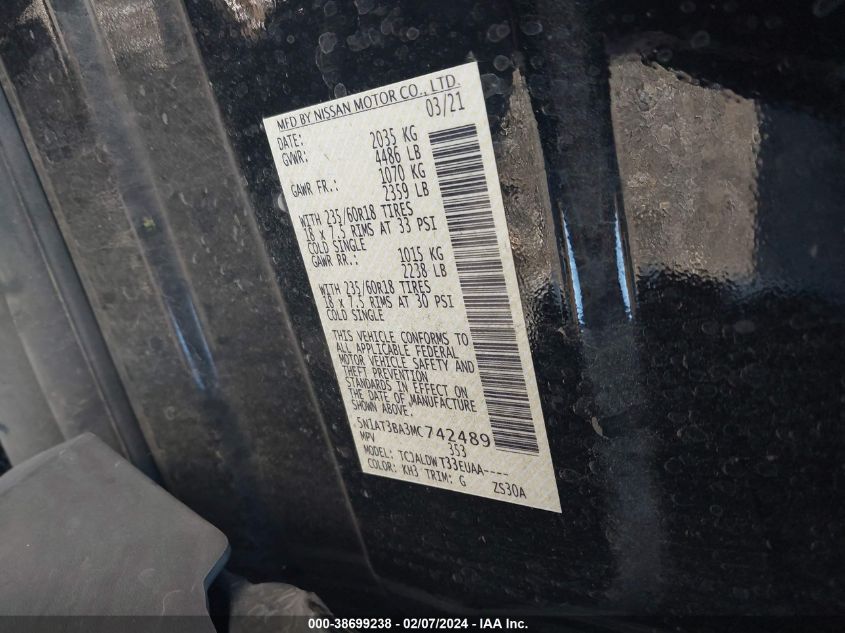 MFD BY NISSAN MOTOR CO., LTD.
DATE: 03/21
GVWR: 2035 KG
4486 LB
GAWR FR.: 1070 KG
2359 LB
WITH 235/60R18 TIRES
18 x 7.5 RIMS AT 33 PSI
COLD SINGLE
GAWR RR.: 1015 KG
2238 LB
WITH 235/60R18 TIRES
18 x 7.5 RIMS AT 30 PSI
COLD SINGLE
THIS VEHICLE CONFORMS TO
ALL APPLICABLE FEDERAL
MOTOR VEHICLE SAFETY AND
THEFT PREVENTION
STANDARDS IN EFFECT ON
THE DATE OF MANUFACTURE
SHOWN ABOVE.
5N1AT3BA3MC742489
MPV 353
MODEL: TCJALDWT33EUAA----
COLOR: KH3 TRIM: G ZS30A
000-38699238 - 02/07/2024 - IAA Inc.